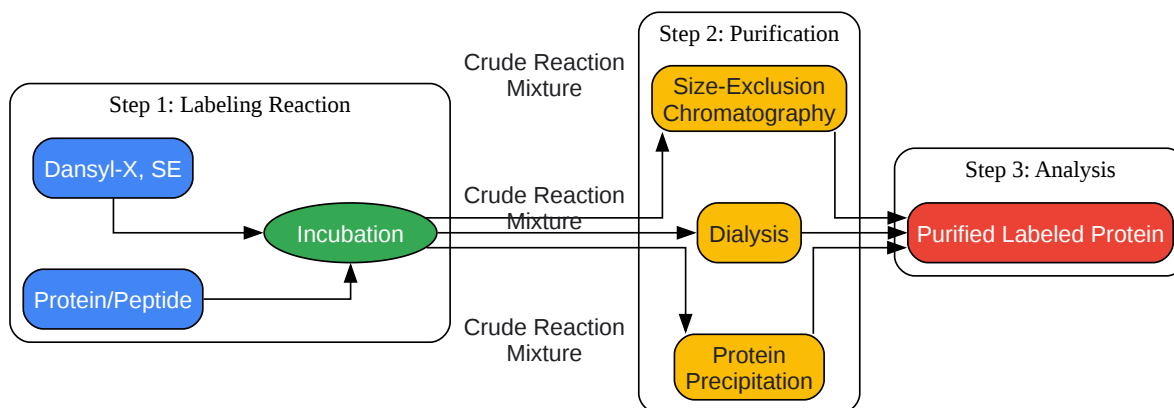 Step 1: Labeling Reaction
Dansyl-X, SE
Protein/Peptide
Incubation
Crude Reaction
Mixture
Crude Reaction
Mixture
Crude Reaction
Mixture
Step 2: Purification
Size-Exclusion
Chromatography
Dialysis
Protein
Precipitation
Step 3: Analysis
Purified Labeled Protein